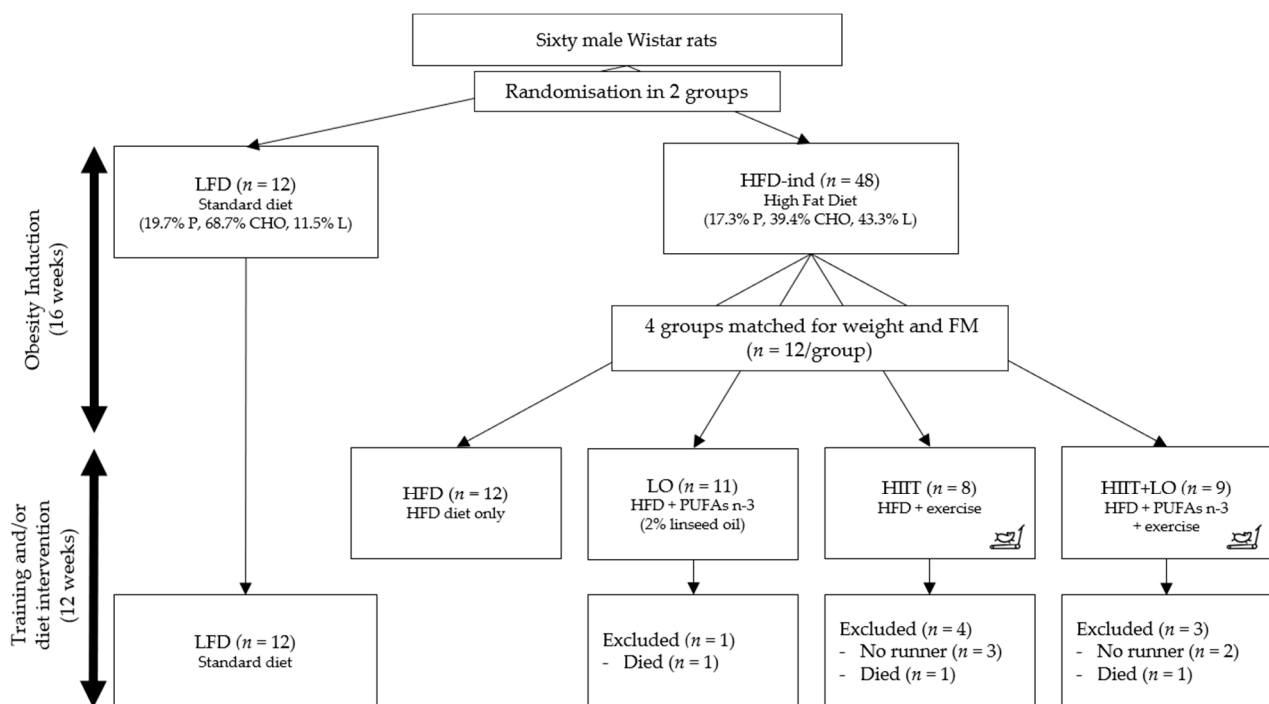 Sixty male Wistar rats
Randomisation in 2 groups
Obesity Induction
(16 weeks)
LFD (n = 12)
Standard diet
(19.7% P, 68.7% CHO, 11.5% L)
HFD-ind (n = 48)
High Fat Diet
(17.3% P, 39.4% CHO, 43.3% L)
4 groups matched for weight and FM
(n = 12/group)
Training and/or
diet intervention
(12 weeks)
HFD (n = 12)
HFD diet only
LO (n = 11)
HFD + PUFAs n-3
(2% linseed oil)
HIIT (n = 8)
HFD + exercise
HIIT+LO (n = 9)
HFD + PUFAs n-3
+ exercise
LFD (n = 12)
Standard diet
Excluded (n = 1)
- Died (n = 1)
Excluded (n = 4)
- No runner (n = 3)
- Died (n = 1)
Excluded (n = 3)
- No runner (n = 2)
- Died (n = 1)